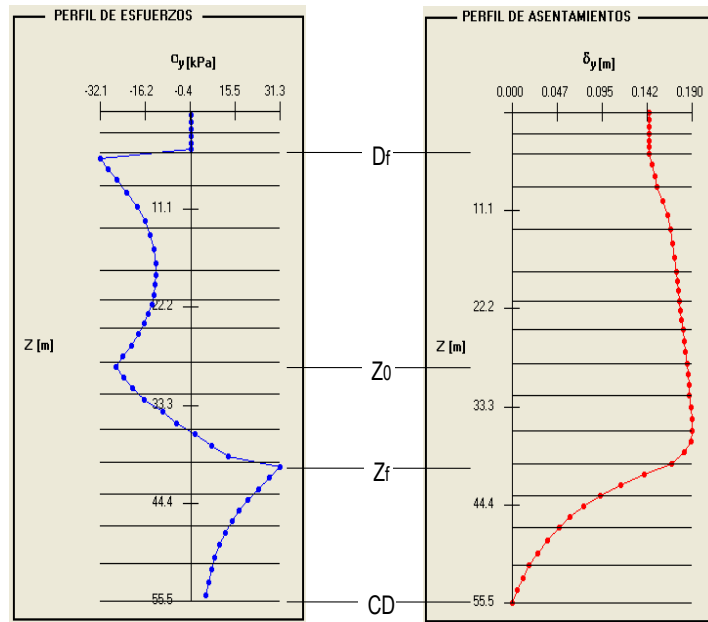 PERFIL DE ESFUERZOS
σy [kPa]
-32.1 -16.2 -0.4 15.5 31.3
11.1
22.2
Z [m]
33.3
44.4
55.5
Df
Z0
Zf
CD
PERFIL DE ASENTAMIENTOS
δy [m]
0.000 0.047 0.095 0.142 0.190
11.1
22.2
Z [m]
33.3
44.4
55.5